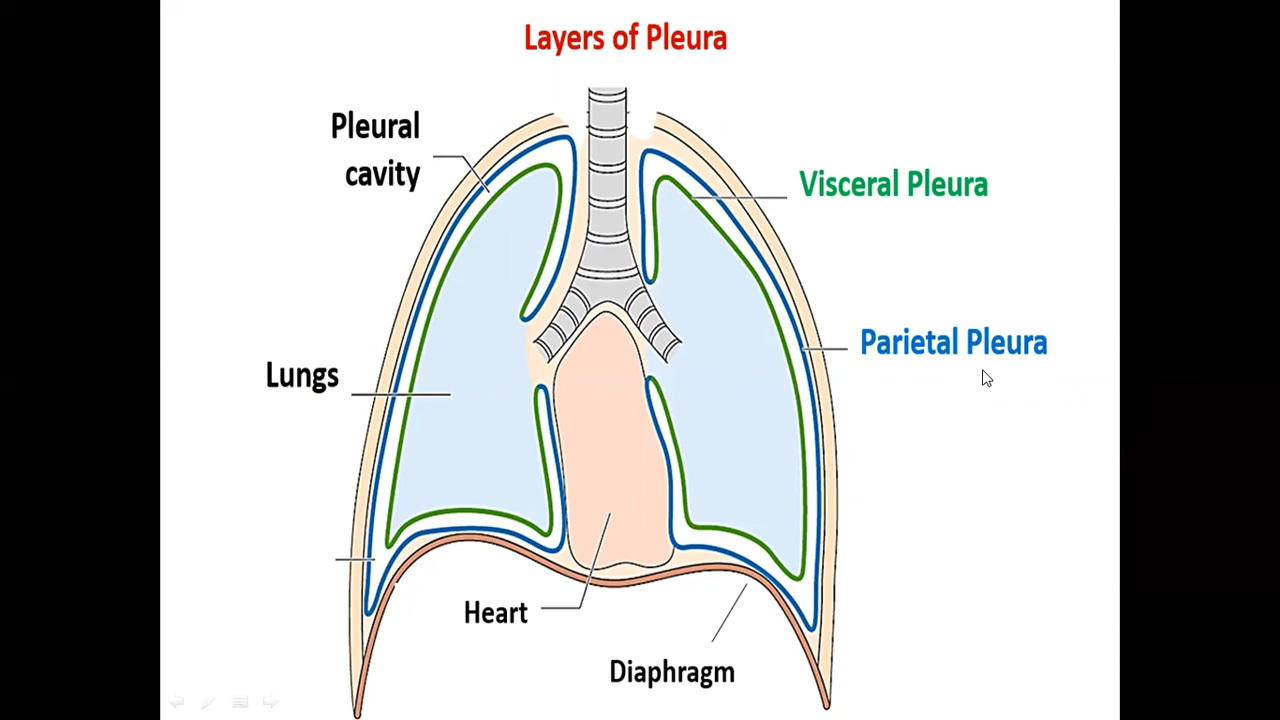 Layers of Pleura
Pleural
cavity
Visceral Pleura
Parietal Pleura
Lungs
Heart
Diaphragm